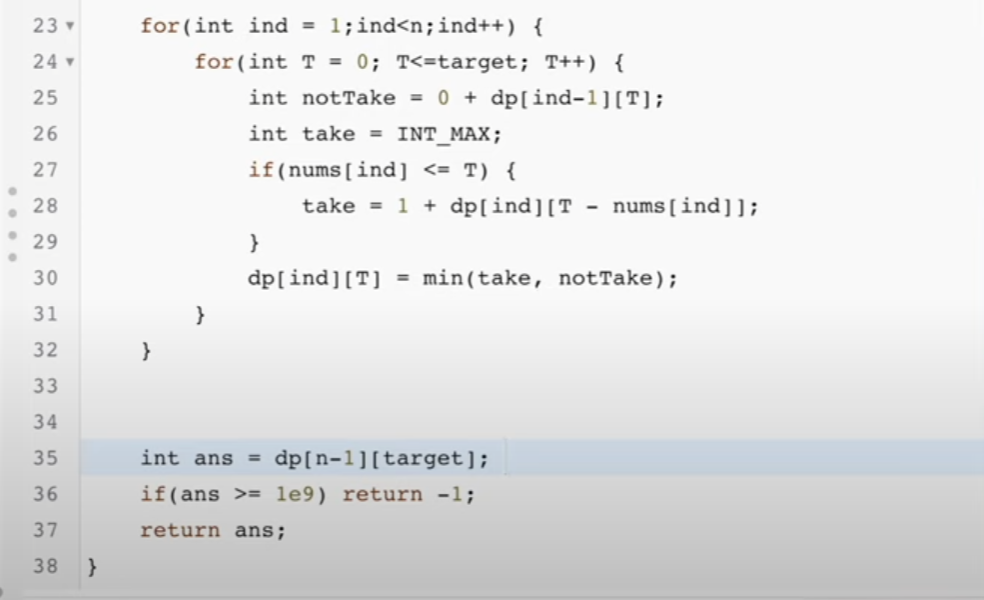 23 for(int ind = 1;ind<n;ind++) {
24 for(int T = 0; T<=target; T++) {
25 int notTake = 0 + dp[ind-1][T];
26 int take = INT_MAX;
27 if(nums[ind] <= T) {
28 take = 1 + dp[ind][T - nums[ind]];
29 }
30 dp[ind][T] = min(take, notTake);
31 }
32 }
33
34
35 int ans = dp[n-1][target];
36 if(ans >= 1e9) return -1;
37 return ans;
38 }